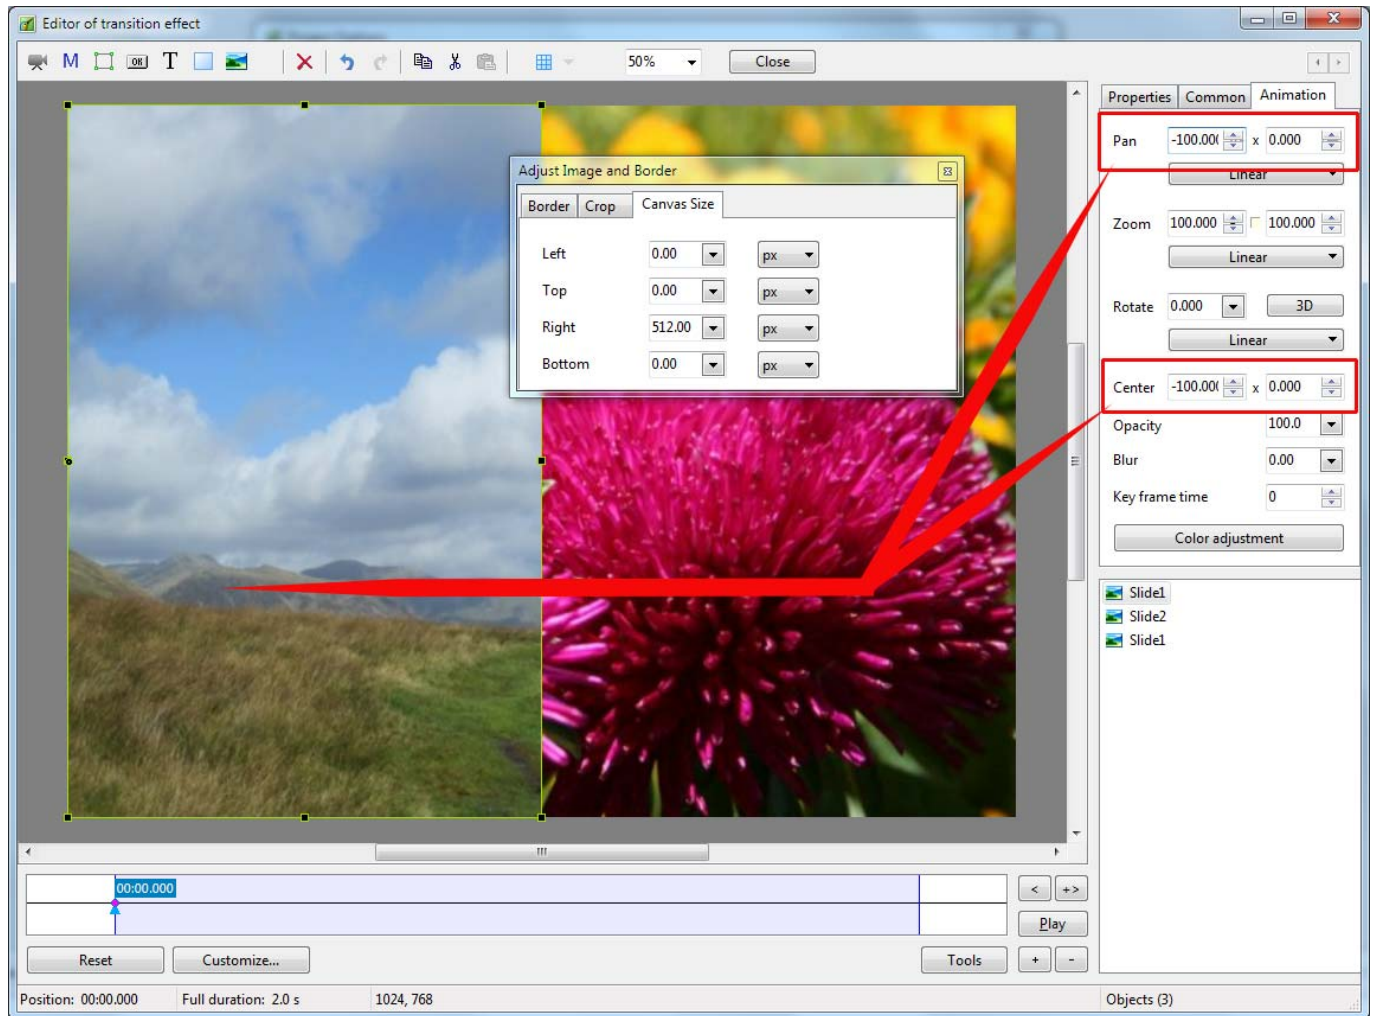 Editor of transition effect
M OK T 50% Close
Properties Common Animation
Pan -100.00( x 0.000
Linear
Zoom 100.000 100.000
Linear
Rotate 0.000 3D
Linear
Center -100.00( x 0.000
Opacity 100.0
Blur 0.00
Key frame time 0
Color adjustment
Adjust Image and Border
Border Crop Canvas Size
Left 0.00 px
Top 0.00 px
Right 512.00 px
Bottom 0.00 px
Slide1
Slide2
Slide1
00:00.000
< +>
Play
Reset Customize... Tools + -
Position: 00:00.000 Full duration: 2.0 s 1024, 768 Objects (3)